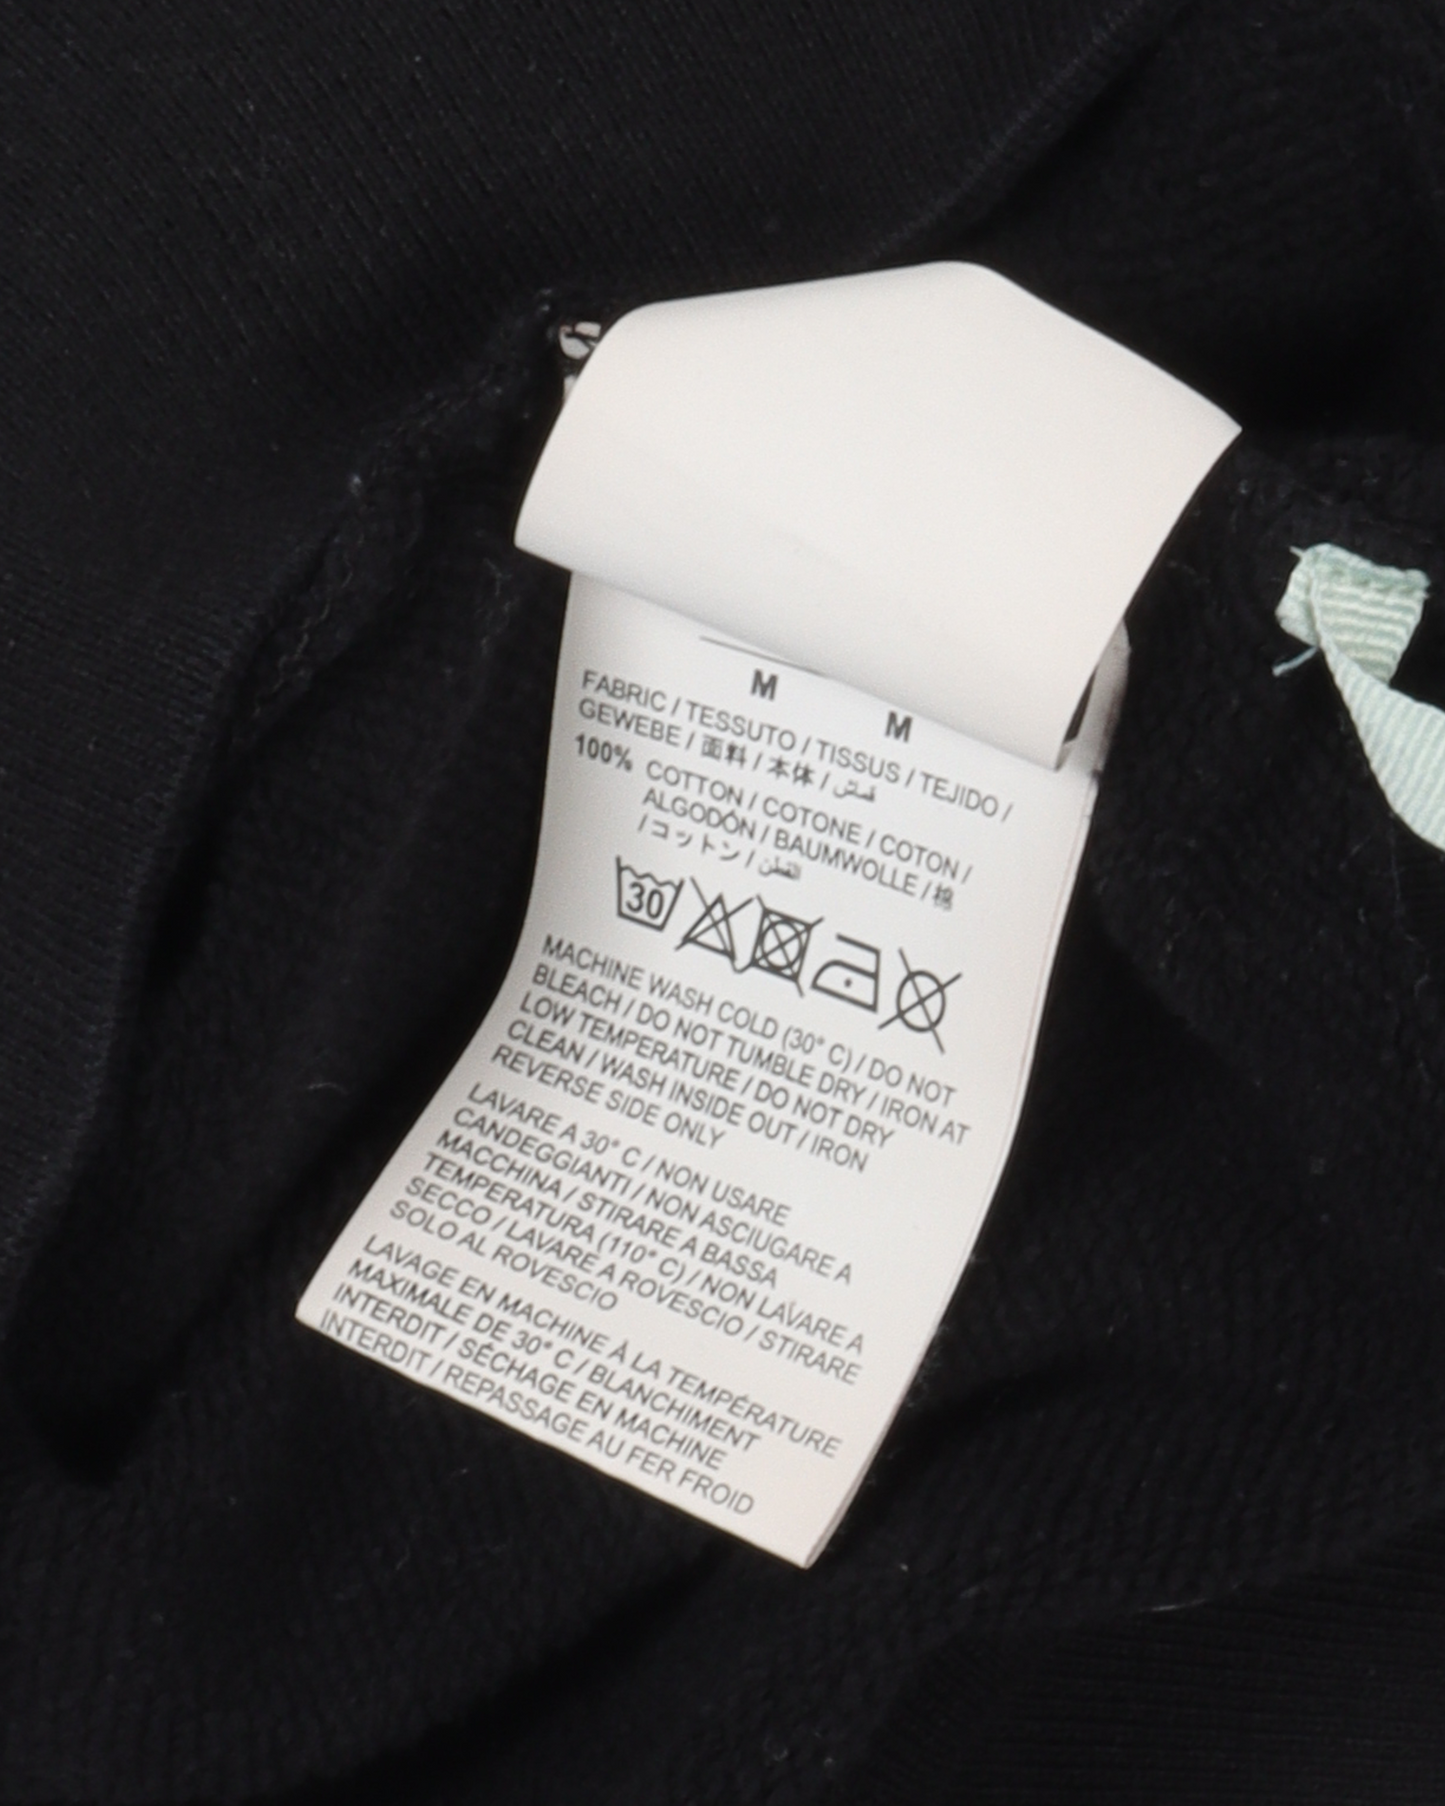 M M
FABRIC / TESSUTO / TISSUS / TEJIDO /
GEWEBE / 面料 / 本体 / قماش
100% COTTON / COTONE / COTON /
ALGODÓN / BAUMWOLLE / 棉
/ コットン / القطن
30
MACHINE WASH COLD (30° C) / DO NOT
BLEACH / DO NOT TUMBLE DRY / IRON AT
LOW TEMPERATURE / DO NOT DRY
CLEAN / WASH INSIDE OUT / IRON
REVERSE SIDE ONLY
LAVARE A 30° C / NON USARE
CANDEGGIANTI / NON ASCIUGARE A
MACCHINA / STIRARE A BASSA
TEMPERATURA (110° C) / NON LAVARE A
SECCO / LAVARE A ROVESCIO / STIRARE
SOLO AL ROVESCIO
LAVAGE EN MACHINE À LA TEMPÉRATURE
MAXIMALE DE 30° C / BLANCHIMENT
INTERDIT / SÉCHAGE EN MACHINE
INTERDIT / REPASSAGE AU FER FROID